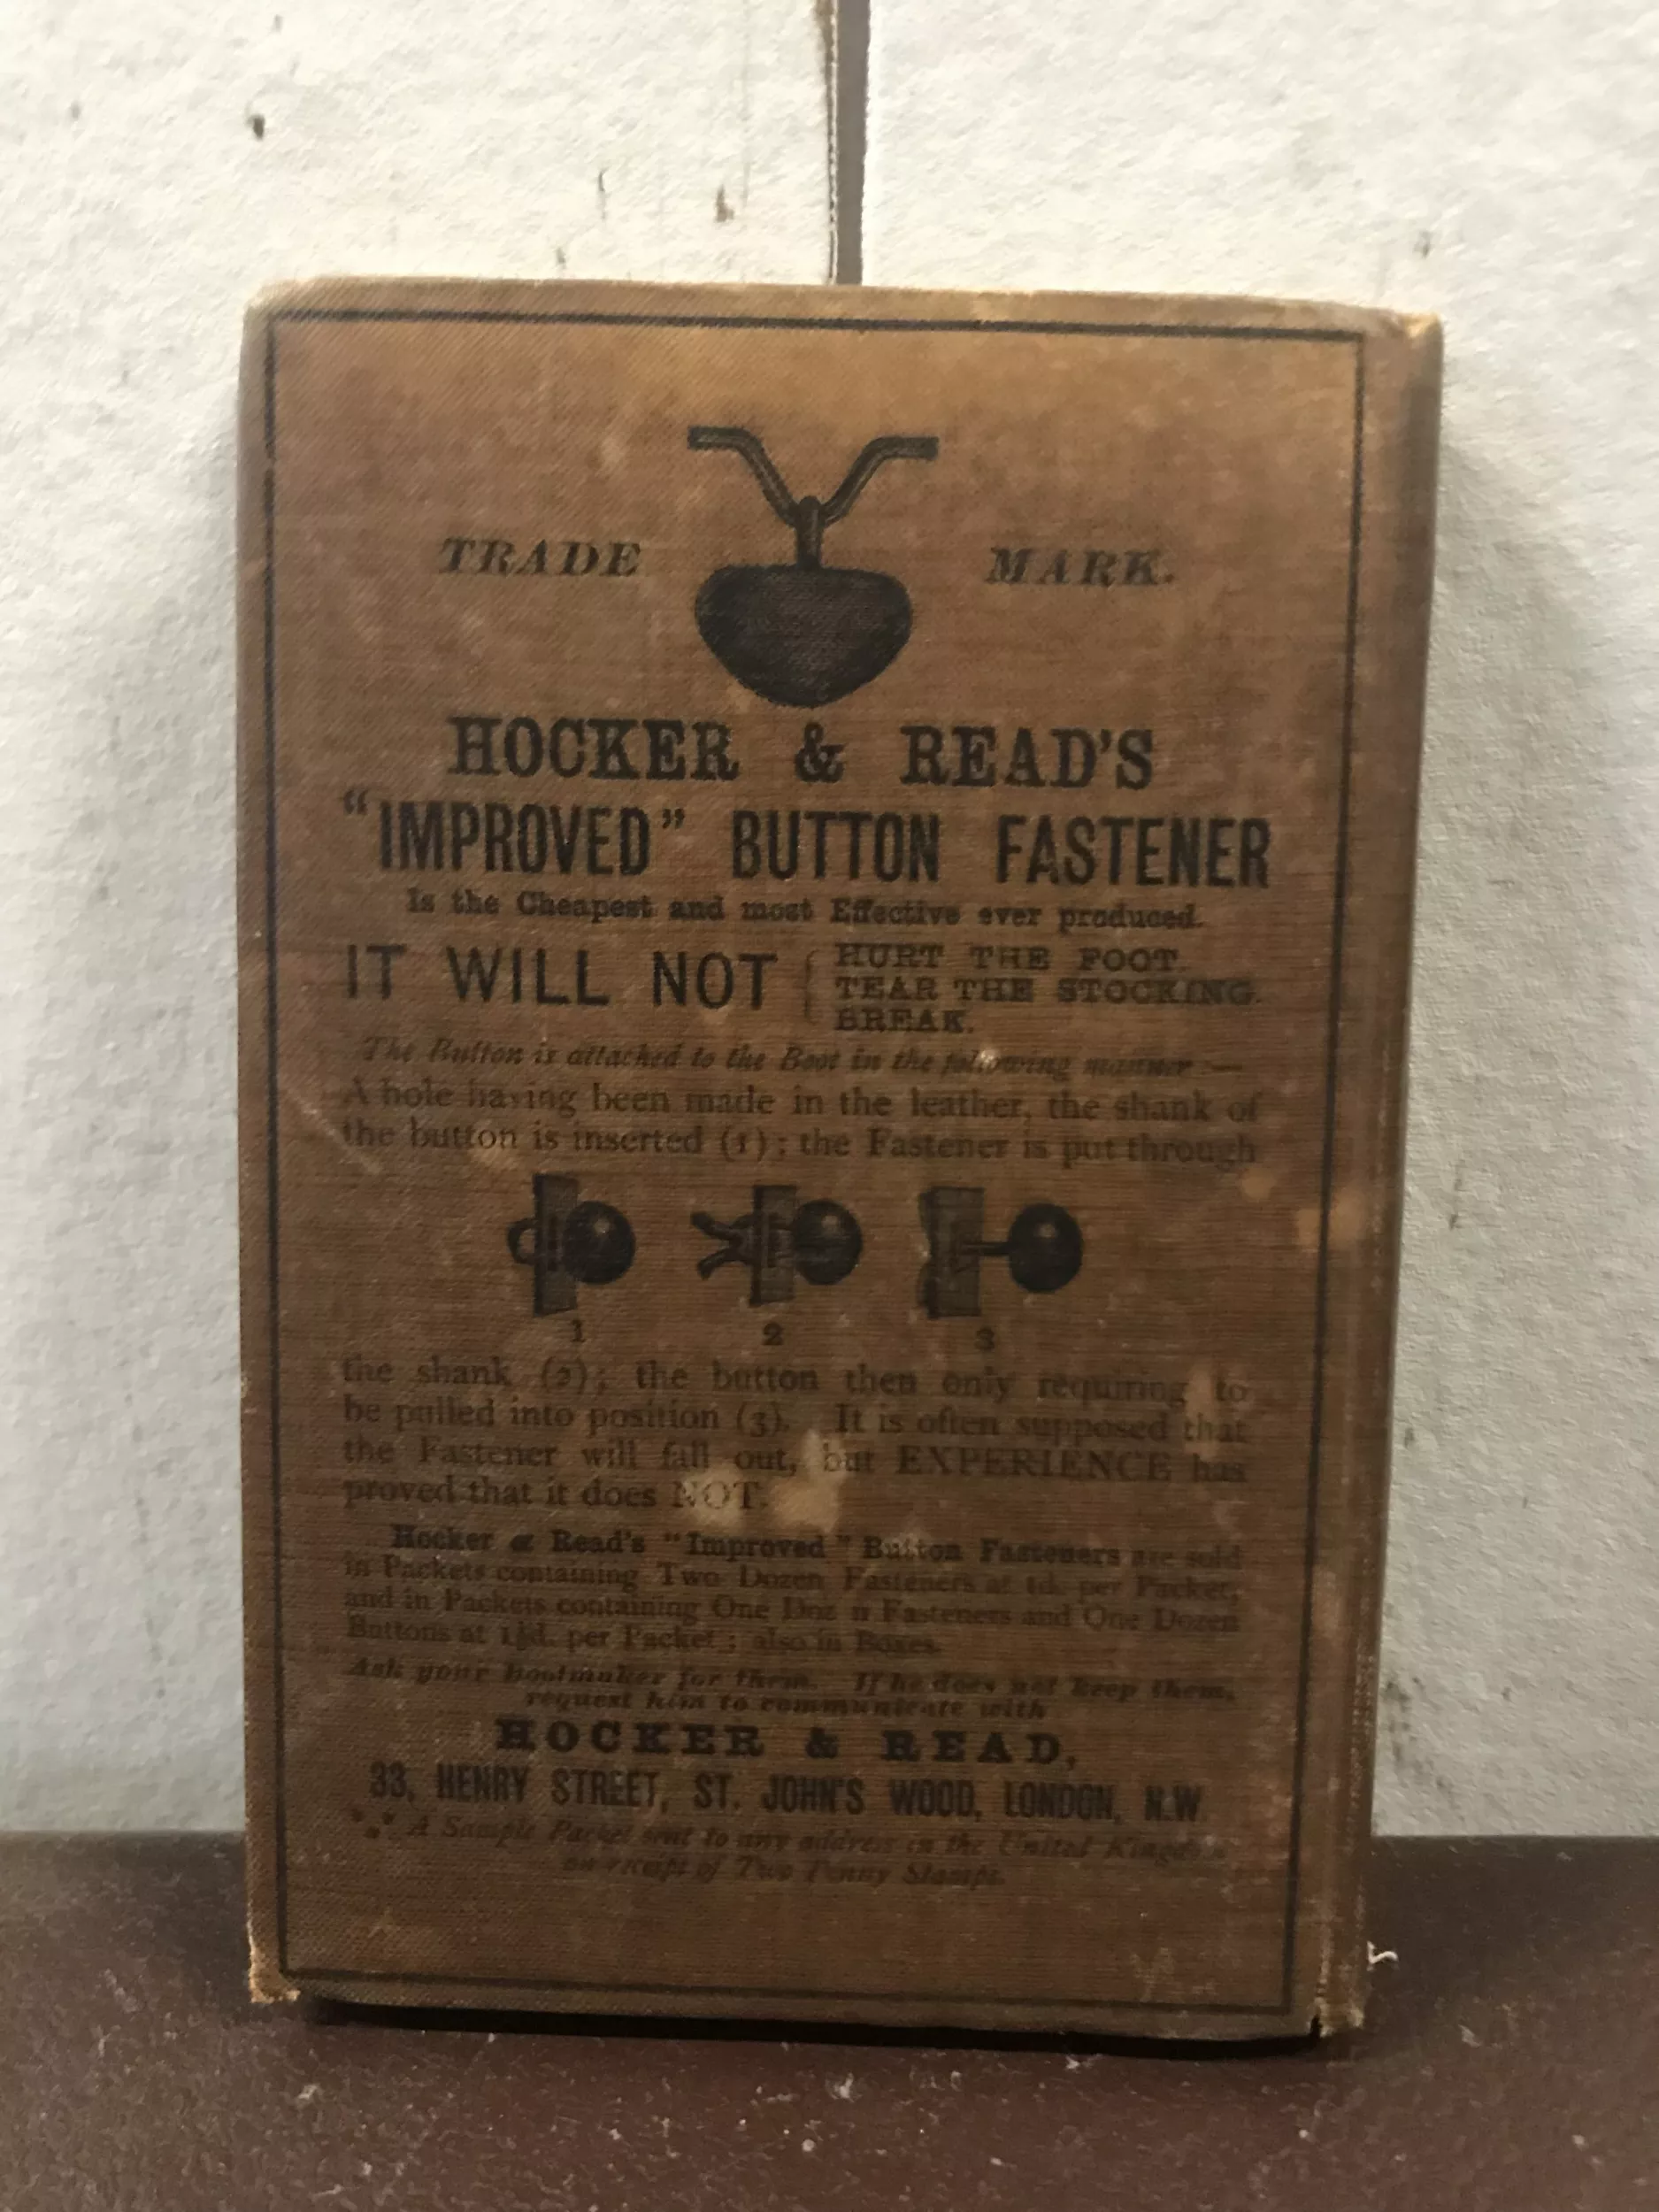 TRADE MARK.
HOCKER & READ'S
"IMPROVED" BUTTON FASTENER
Is the Cheapest and most Effective ever produced.
IT WILL NOT { HURT THE FOOT.
TEAR THE STOCKING.
BREAK.
The Button is attached to the Boot in the following manner :—
A hole having been made in the leather, the shank of
the button is inserted (1); the Fastener is put through
1 2 3
the shank (2); the button then only requiring to
be pulled into position (3). It is often supposed that
the Fastener will fall out, but EXPERIENCE has
proved that it does NOT.
Hocker & Read's "Improved" Button Fasteners are sold
in Packets containing Two Dozen Fasteners at 1d. per Packet,
and in Packets containing One Doz n Fasteners and One Dozen
Buttons at 1½d. per Packet; also in Boxes.
Ask your bootmaker for them. If he does not keep them,
request him to communicate with
HOCKER & READ,
33, HENRY STREET, ST. JOHN'S WOOD, LONDON, N.W.
*** A Sample Packet sent to any address in the United Kingdom
on receipt of Two Penny Stamps.